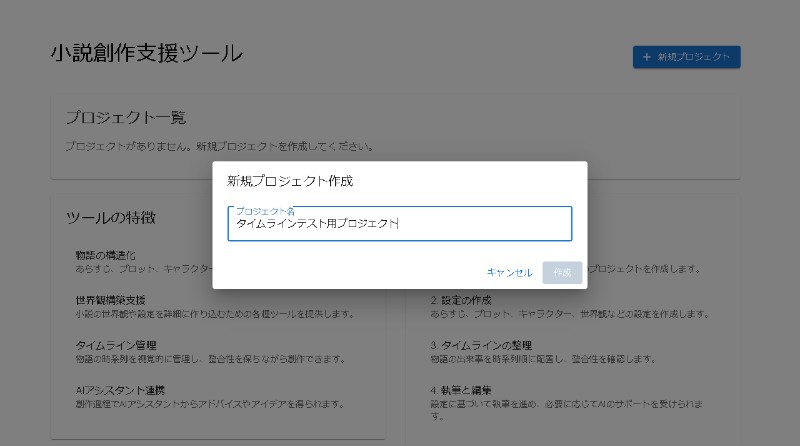 小説創作支援ツール
+ 新規プロジェクト
プロジェクト一覧
プロジェクトがありません。新規プロジェクトを作成してください。
新規プロジェクト作成
プロジェクト名
タイムラインテスト用プロジェクト
キャンセル
作成
ツールの特徴
物語の構造化
あらすじ、プロット、キャラクター
世界観構築支援
小説の世界観や設定を詳細に作り込むための各種ツールを提供します。
タイムライン管理
物語の時系列を視覚的に管理し、整合性を保ちながら創作できます。
AIアシスタント連携
創作過程でAIアシスタントからアドバイスやアイデアを得られます。
のプロジェクトを作成します。
2. 設定の作成
あらすじ、プロット、キャラクター、世界観などの設定を作成します。
3. タイムラインの整理
物語の出来事を時系列順に配置し、整合性を確認します。
4. 執筆と編集
設定に基づいて執筆を進め、必要に応じてAIのサポートを受けられま
す。